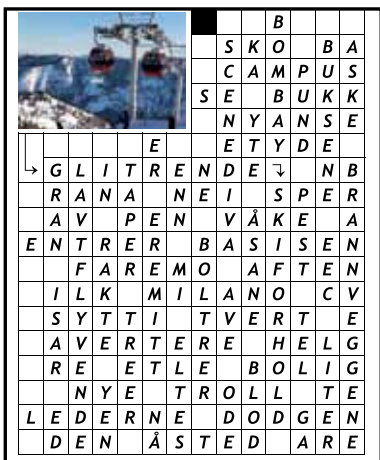 B
S K O B A
C A M P U S
S E B U K K
N Y A N S E
E E T Y D E
G L I T R E N D E N B
R A N A N E I S P E R
A V P E N V Å K E A
E N T R E R B A S I S E N
F A R E M O A F T E N
I L K M I L A N O C V
S Y T T I T V E R T E
A V E R T E R E H E L G
R E E T L E B O L I G
N Y E T R O L L T E
L E D E R N E D O D G E N
D E N Å S T E D A R E